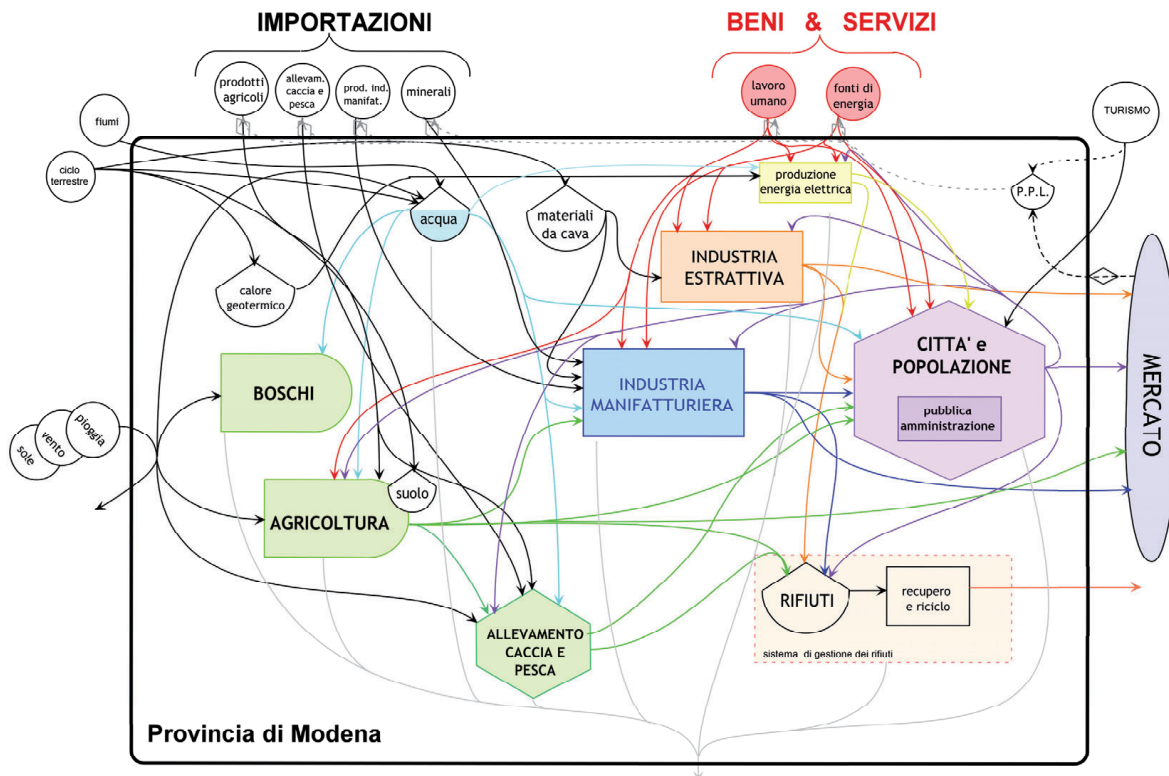 IMPORTAZIONI
BENI & SERVIZI
prodotti
agricoli
allevam.
caccia e
pesca
prod. ind.
manifat.
minerali
lavoro
umano
fonti di
energia
TURISMO
fiumi
ciclo
terrestre
produzione
energia elettrica
P.P.L.
acqua
materiali
da cava
INDUSTRIA
ESTRATTIVA
calore
geotermico
CITTA' e
POPOLAZIONE
pubblica
amministrazione
MERCATO
BOSCHI
INDUSTRIA
MANIFATTURIERA
sole
vento
pioggia
suolo
AGRICOLTURA
RIFIUTI
recupero
e riciclo
sistema di gestione dei rifiuti
ALLEVAMENTO
CACCIA E
PESCA
Provincia di Modena